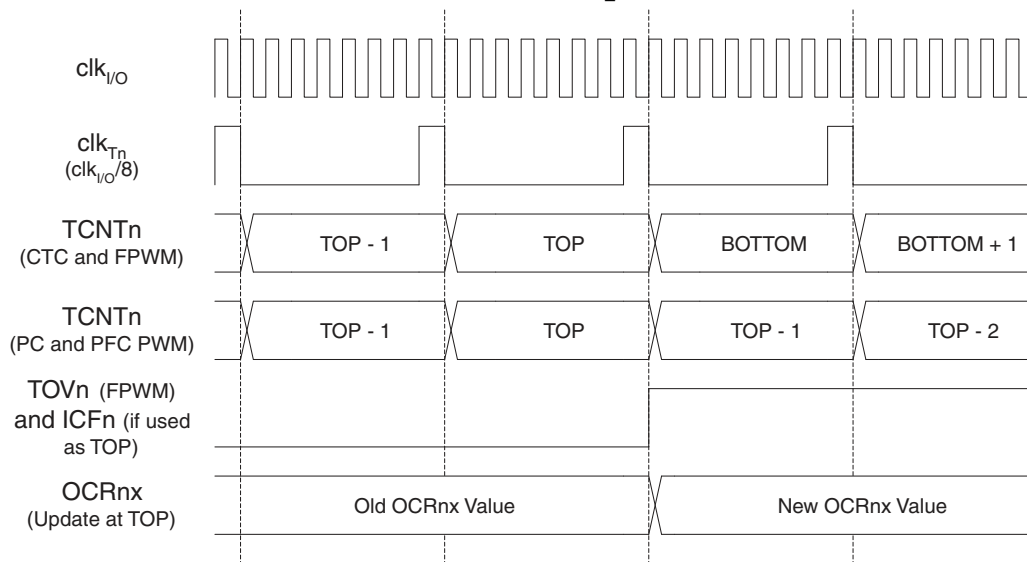 clkI/O
clkTn
(clkI/O/8)
TCNTn
(CTC and FPWM)
TOP - 1
TOP
BOTTOM
BOTTOM + 1
TCNTn
(PC and PFC PWM)
TOP - 1
TOP
TOP - 1
TOP - 2
TOVn (FPWM)
and ICFn (if used
as TOP)
OCRnx
(Update at TOP)
Old OCRnx Value
New OCRnx Value